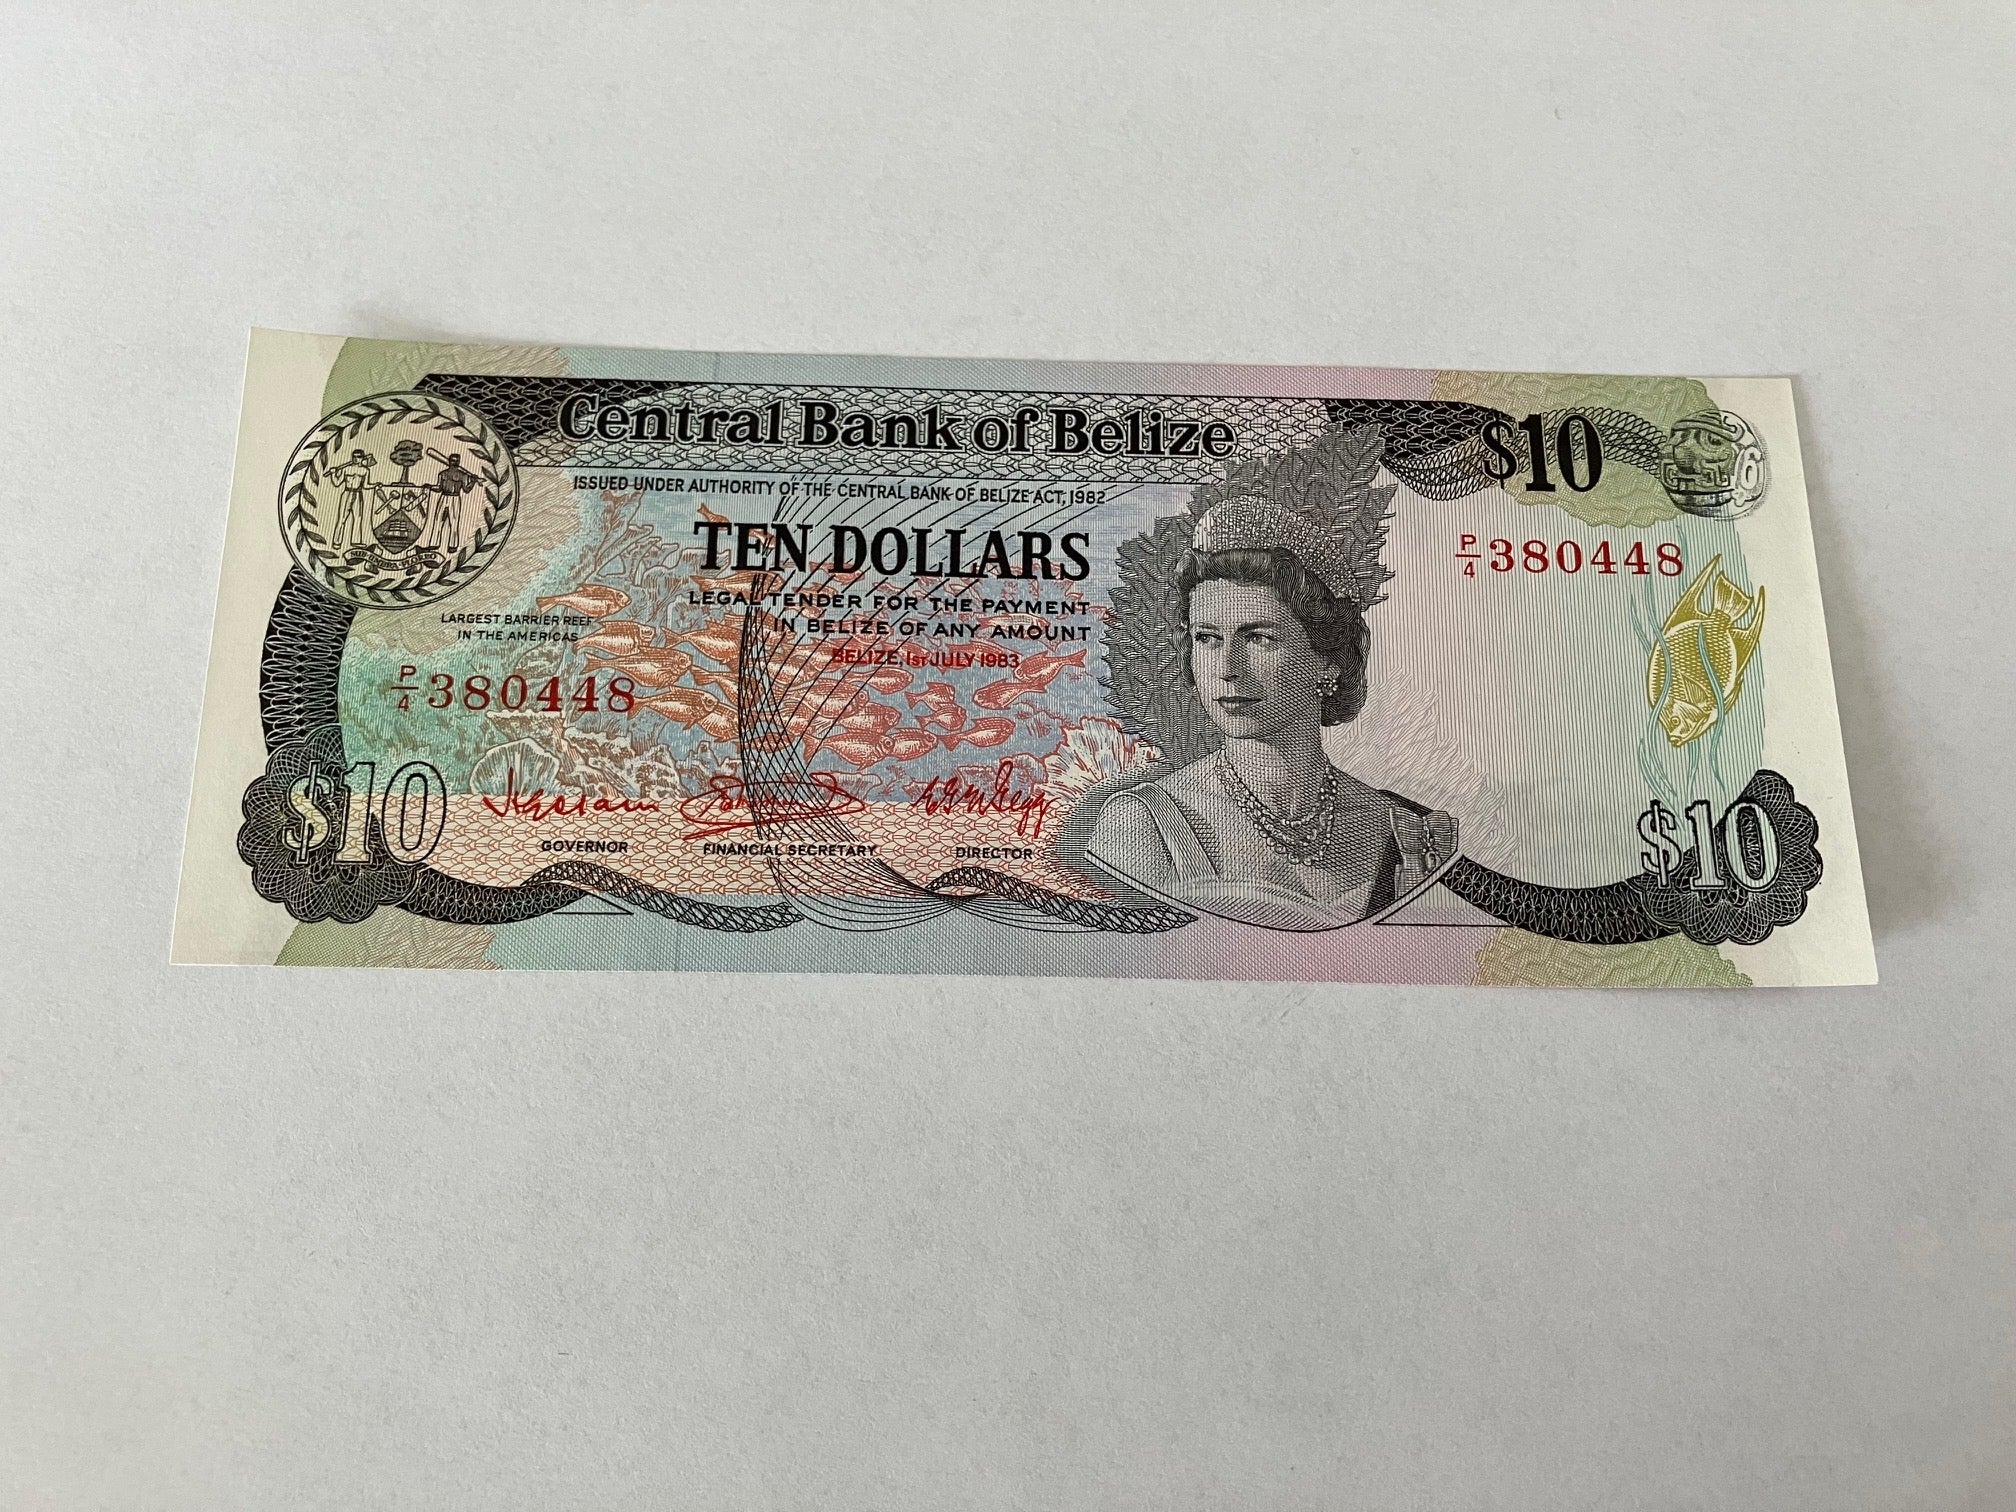 Central Bank of Belize
$10
ISSUED UNDER AUTHORITY OF THE CENTRAL BANK OF BELIZE ACT, 1982
TEN DOLLARS
P/4 380448
LEGAL TENDER FOR THE PAYMENT
IN BELIZE OF ANY AMOUNT
LARGEST BARRIER REEF
IN THE AMERICAS
BELIZE, 1ST JULY 1983
P/4 380448
$10
GOVERNOR
FINANCIAL SECRETARY
DIRECTOR
$10